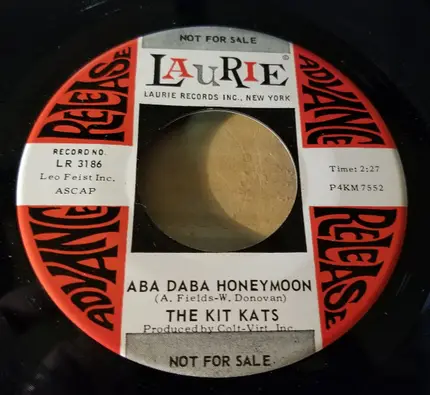 NOT FOR SALE
LAURIE
LAURIE RECORDS INC., NEW YORK
ADVANCE RELEASE
ADVANCE RELEASE
RECORD NO.
LR 3186
Leo Feist Inc.
ASCAP
Time: 2:27
P4KM 7552
ABA DABA HONEYMOON
(A. Fields-W. Donovan)
THE KIT KATS
Produced by Colt-Virt, Inc.
NOT FOR SALE